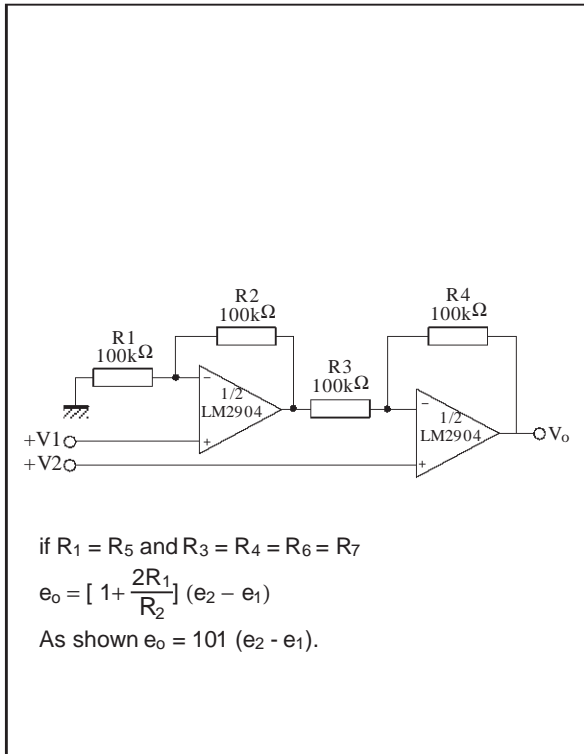 R2
100kΩ
R4
100kΩ
R1
100kΩ
R3
100kΩ
−
1/2
LM2904
+
−
1/2
LM2904
+
+V1
+V2
Vo
if R1 = R5 and R3 = R4 = R6 = R7
eo = [ 1+ 2R1/R2 ] (e2 − e1)
As shown eo = 101 (e2 - e1).